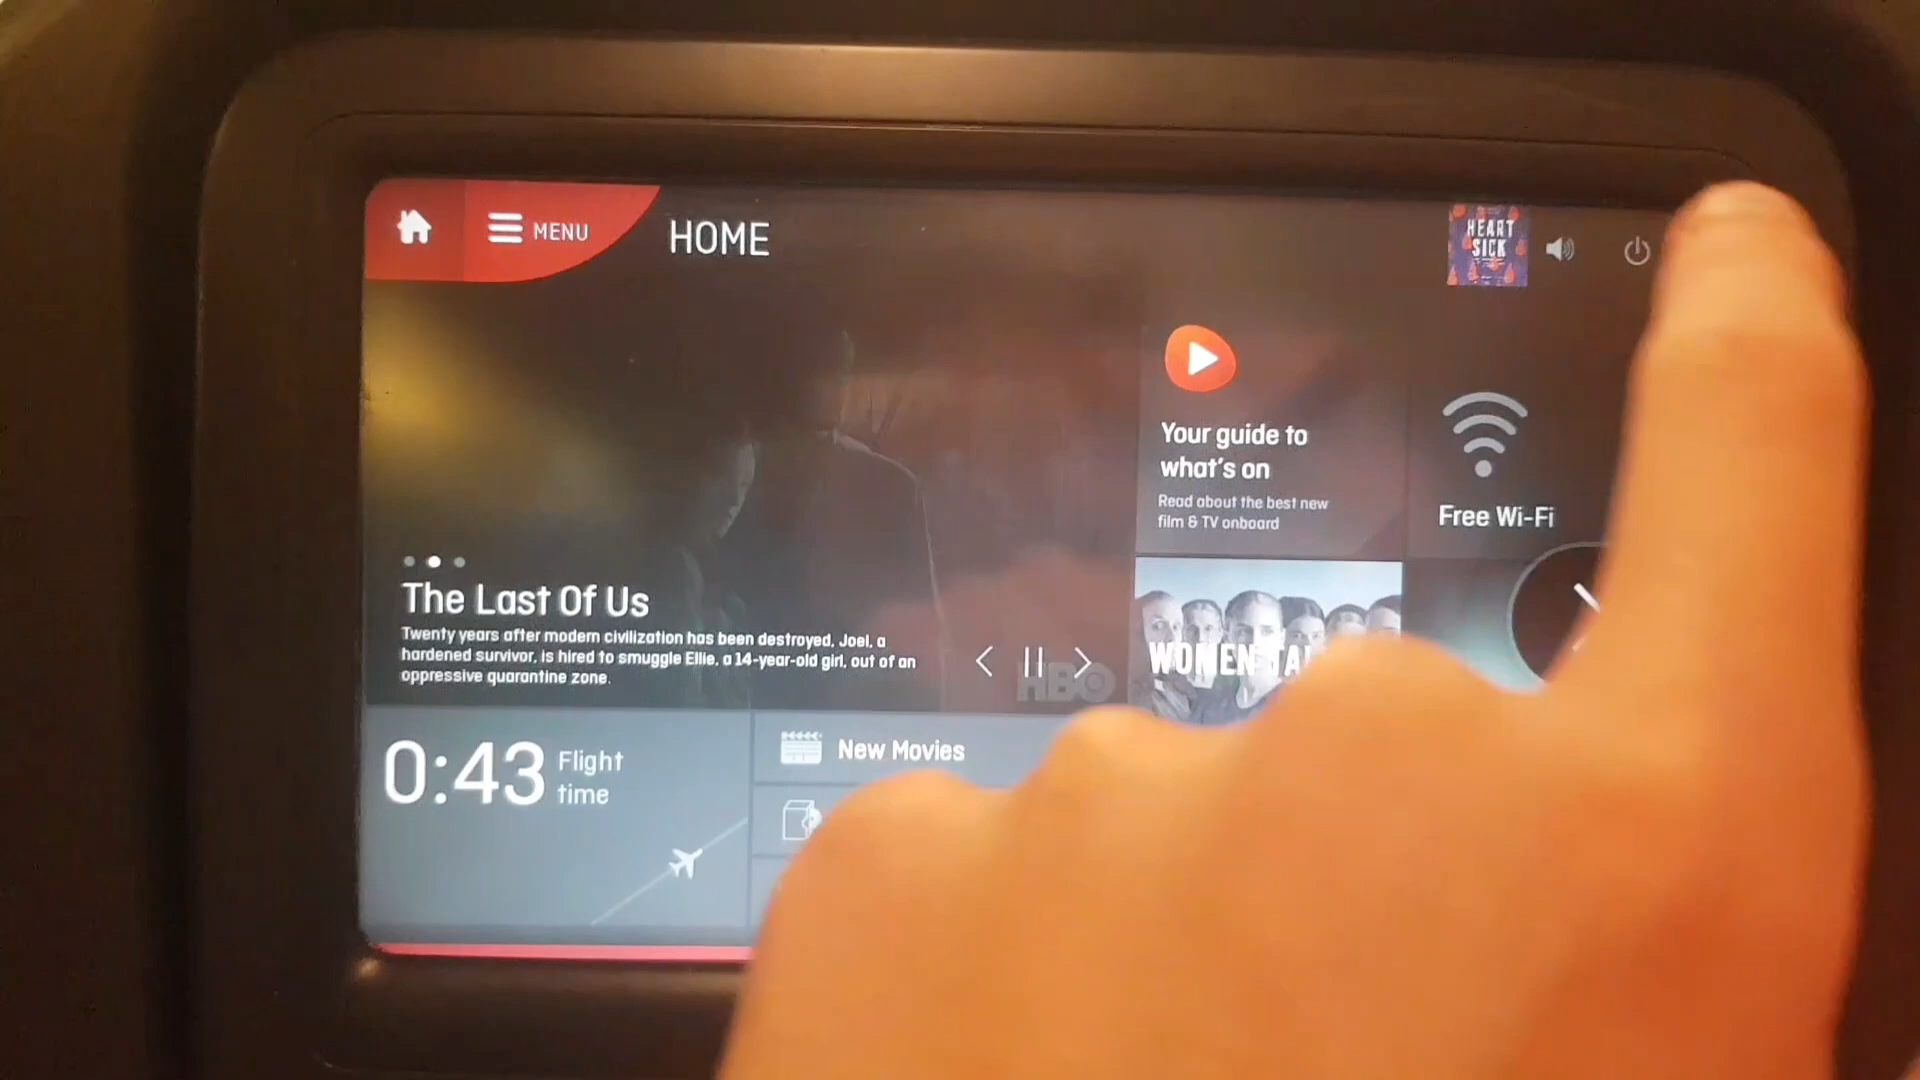 MENU
HOME
HEART
SICK
Your guide to
what's on
Read about the best new
film & TV onboard
Free Wi-Fi
The Last Of Us
Twenty years after modern civilization has been destroyed, Joel, a
hardened survivor, is hired to smuggle Ellie, a 14-year-old girl, out of an
oppressive quarantine zone.
HBO
WOMEN TA
0:43 Flight
time
New Movies